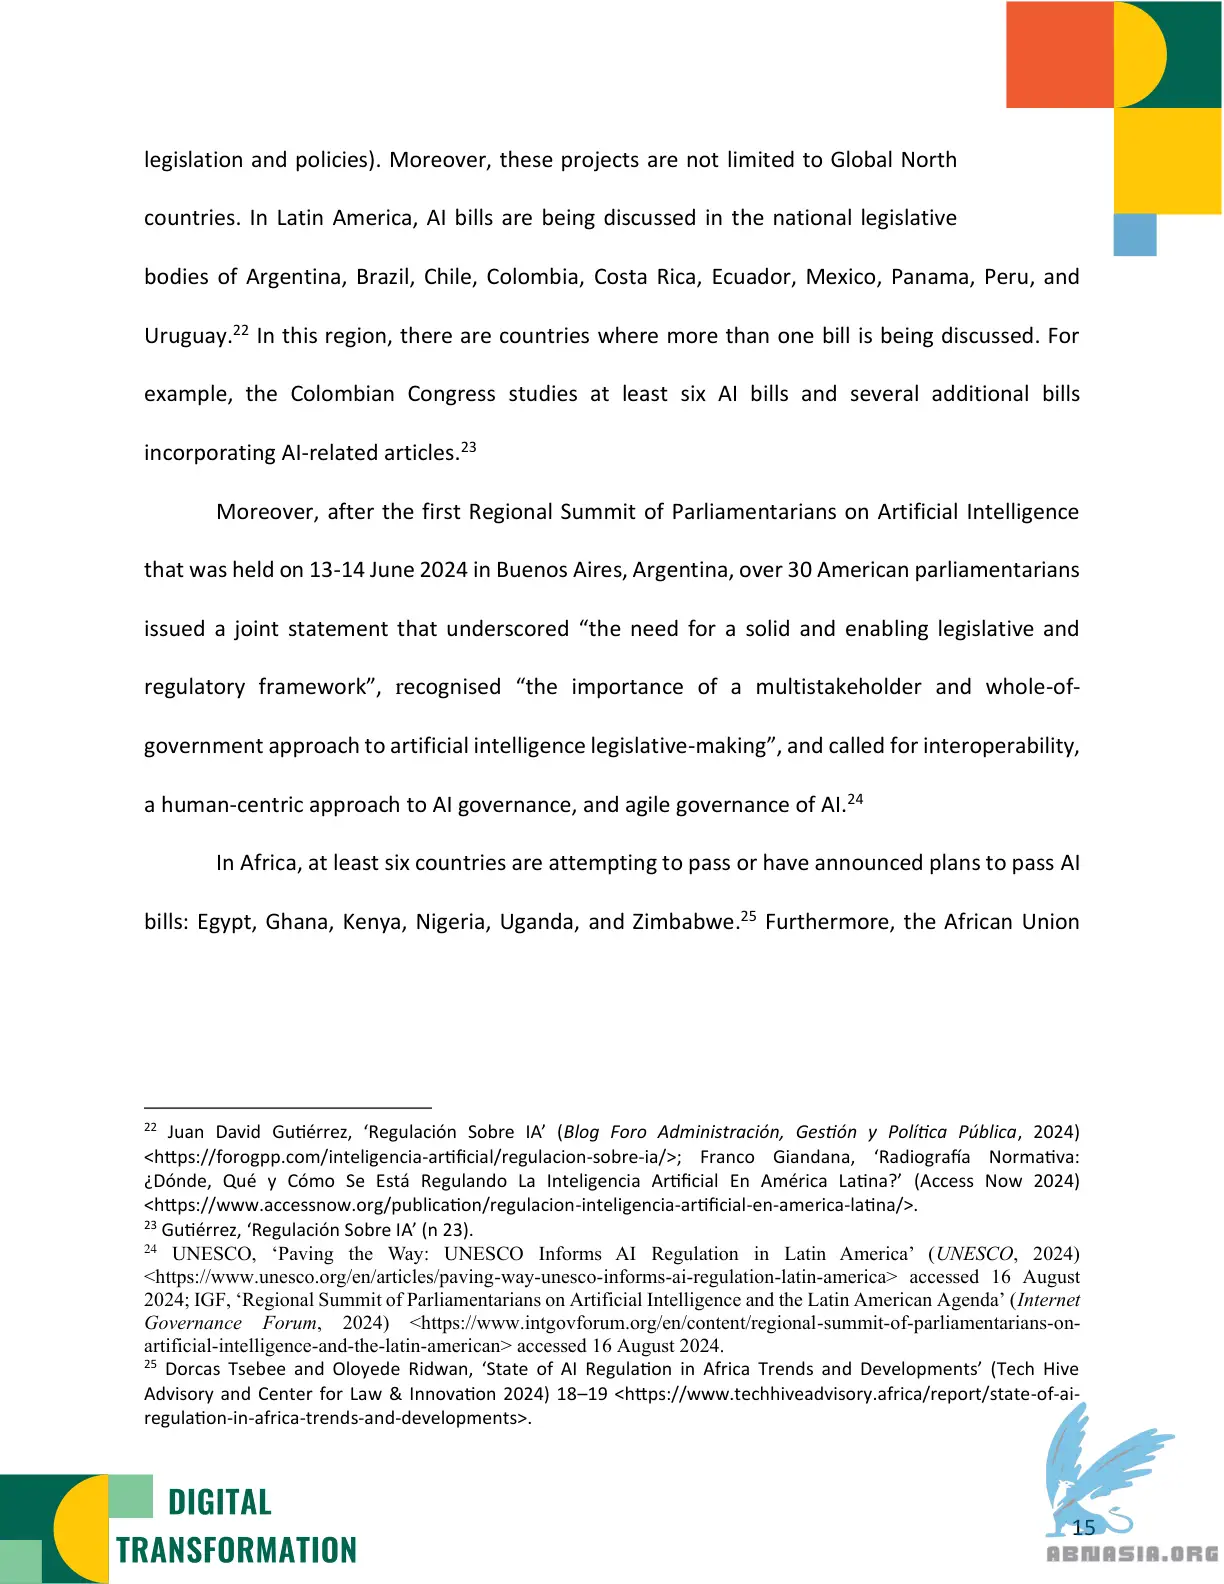 legislation and policies). Moreover, these projects are not limited to Global North
countries. In Latin America, AI bills are being discussed in the national legislative
bodies of Argentina, Brazil, Chile, Colombia, Costa Rica, Ecuador, Mexico, Panama, Peru, and
Uruguay.22 In this region, there are countries where more than one bill is being discussed. For
example, the Colombian Congress studies at least six AI bills and several additional bills
incorporating AI-related articles.23
Moreover, after the first Regional Summit of Parliamentarians on Artificial Intelligence
that was held on 13-14 June 2024 in Buenos Aires, Argentina, over 30 American parliamentarians
issued a joint statement that underscored “the need for a solid and enabling legislative and
regulatory framework”, recognised “the importance of a multistakeholder and whole-of-
government approach to artificial intelligence legislative-making”, and called for interoperability,
a human-centric approach to AI governance, and agile governance of AI.24
In Africa, at least six countries are attempting to pass or have announced plans to pass AI
bills: Egypt, Ghana, Kenya, Nigeria, Uganda, and Zimbabwe.25 Furthermore, the African Union
22 Juan David Gutiérrez, ‘Regulación Sobre IA’ (Blog Foro Administración, Gestión y Política Pública, 2024)
<https://forogpp.com/inteligencia-artificial/regulacion-sobre-ia/>; Franco Giandana, ‘Radiografía Normativa:
¿Dónde, Qué y Cómo Se Está Regulando La Inteligencia Artificial En América Latina?’ (Access Now 2024)
<https://www.accessnow.org/publication/regulacion-inteligencia-artificial-en-america-latina/>.
23 Gutiérrez, ‘Regulación Sobre IA’ (n 23).
24 UNESCO, ‘Paving the Way: UNESCO Informs AI Regulation in Latin America’ (UNESCO, 2024)
<https://www.unesco.org/en/articles/paving-way-unesco-informs-ai-regulation-latin-america> accessed 16 August
2024; IGF, ‘Regional Summit of Parliamentarians on Artificial Intelligence and the Latin American Agenda’ (Internet
Governance Forum, 2024) <https://www.intgovforum.org/en/content/regional-summit-of-parliamentarians-on-
artificial-intelligence-and-the-latin-american> accessed 16 August 2024.
25 Dorcas Tsebee and Oloyede Ridwan, ‘State of AI Regulation in Africa Trends and Developments’ (Tech Hive
Advisory and Center for Law & Innovation 2024) 18–19 <https://www.techhiveadvisory.africa/report/state-of-ai-
regulation-in-africa-trends-and-developments>.
DIGITAL
TRANSFORMATION
15
ABNASIA.ORG